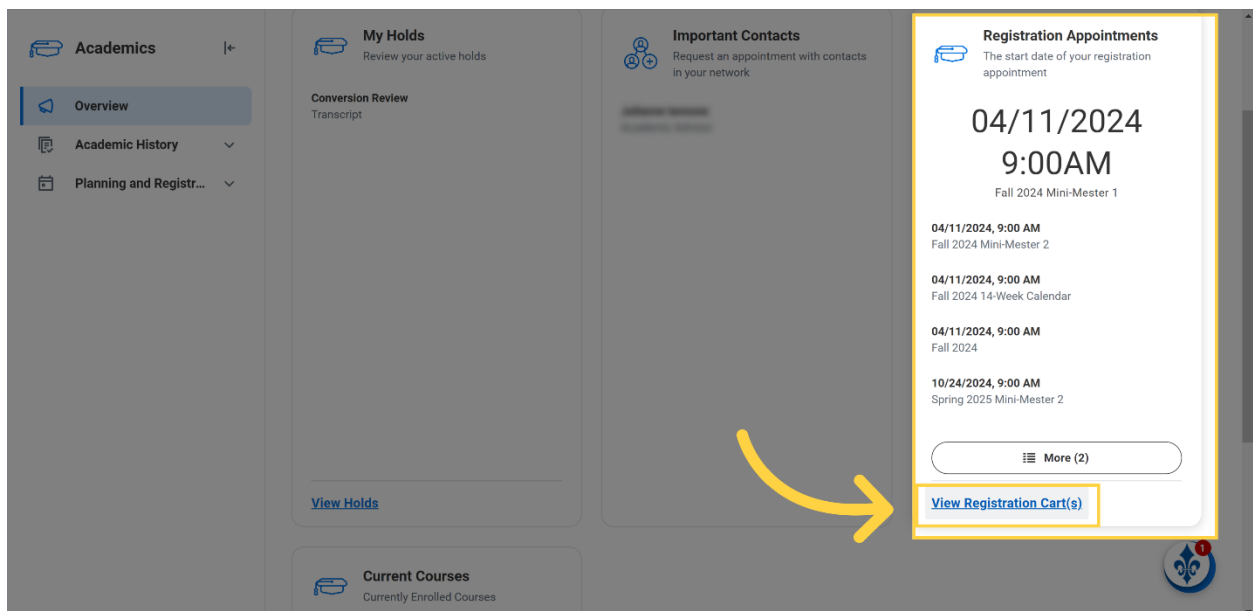 Academics
Overview
Academic History
Planning and Registr...
My Holds
Review your active holds
Conversion Review
Transcript
View Holds
Important Contacts
Request an appointment with contacts
in your network
Registration Appointments
The start date of your registration
appointment
04/11/2024
9:00AM
Fall 2024 Mini-Mester 1
04/11/2024, 9:00 AM
Fall 2024 Mini-Mester 2
04/11/2024, 9:00 AM
Fall 2024 14-Week Calendar
04/11/2024, 9:00 AM
Fall 2024
10/24/2024, 9:00 AM
Spring 2025 Mini-Mester 2
More (2)
View Registration Cart(s)
Current Courses
Currently Enrolled Courses
1